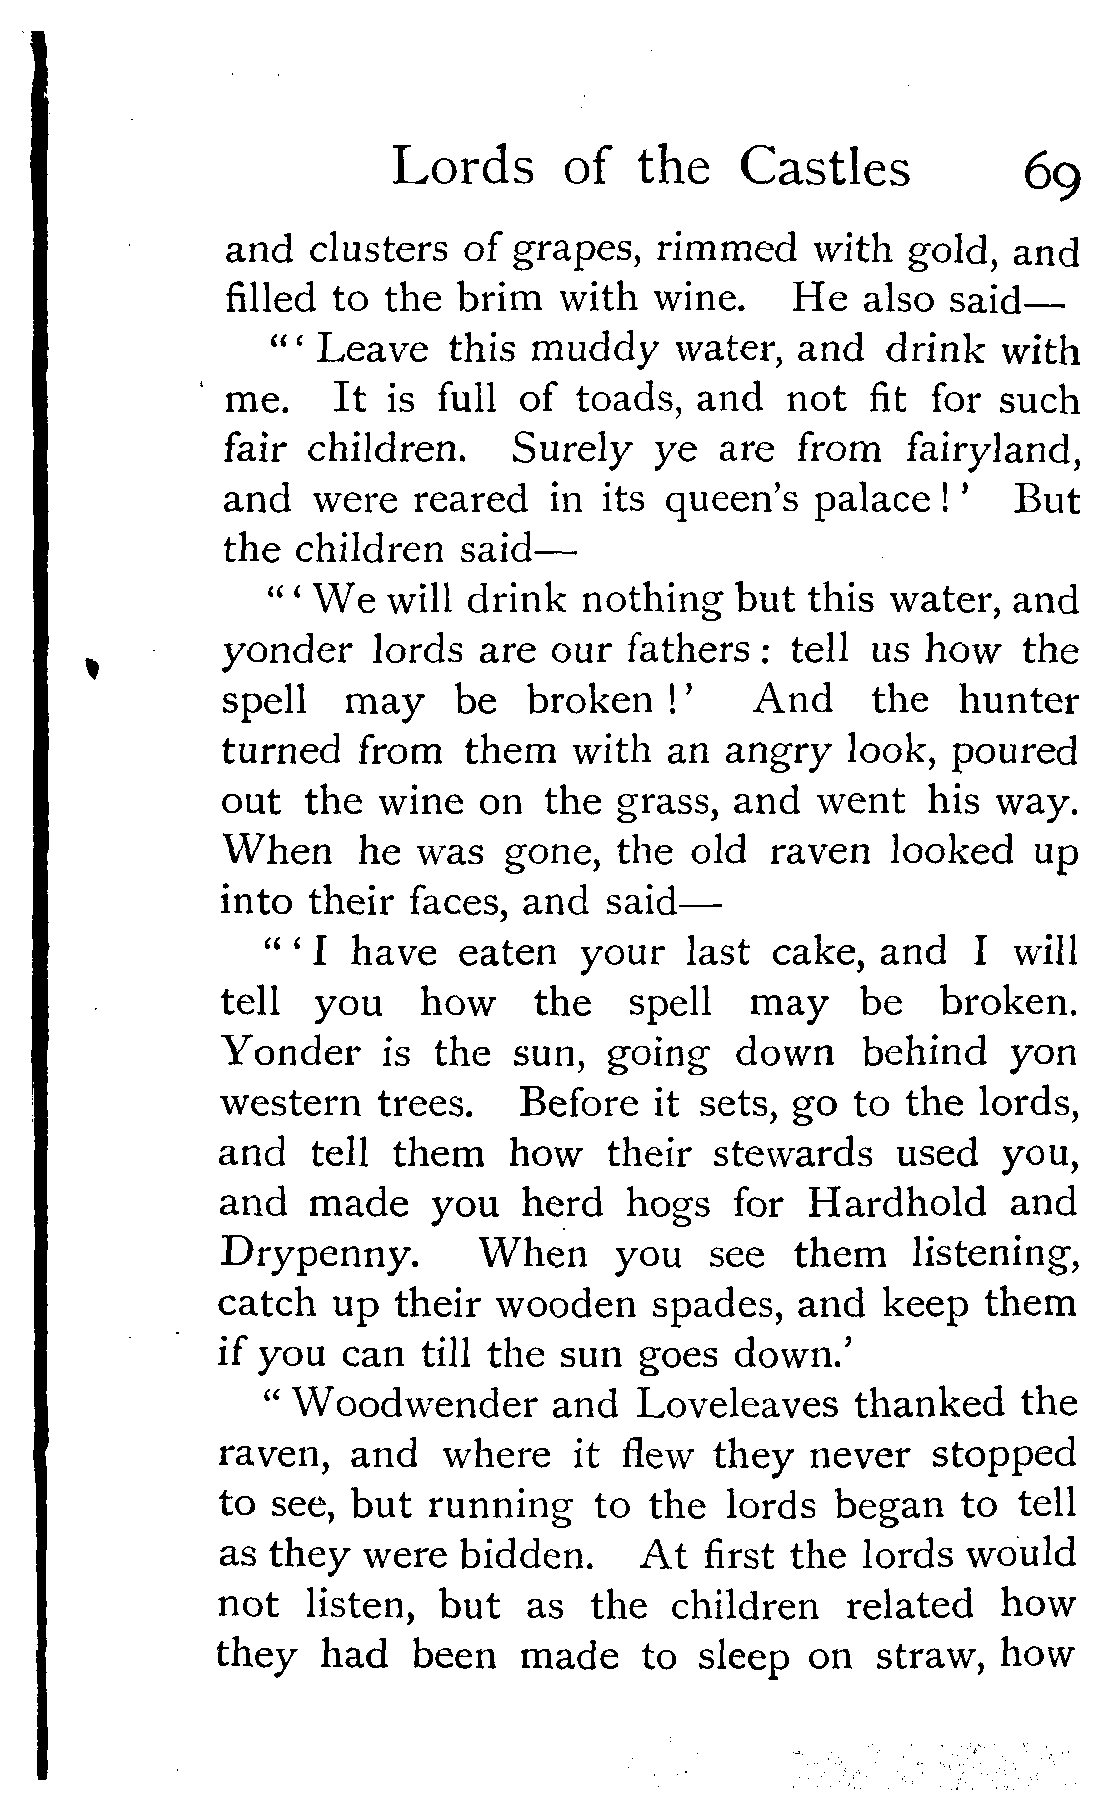 Lords of the Castles 69
and clusters of grapes, rimmed with gold, and
filled to the brim with wine. He also said—
"' Leave this muddy water, and drink with
me. It is full of toads, and not fit for such
fair children. Surely ye are from fairyland,
and were reared in its queen's palace!' But
the children said—
"' We will drink nothing but this water, and
yonder lords are our fathers: tell us how the
spell may be broken!' And the hunter
turned from them with an angry look, poured
out the wine on the grass, and went his way.
When he was gone, the old raven looked up
into their faces, and said—
"' I have eaten your last cake, and I will
tell you how the spell may be broken.
Yonder is the sun, going down behind yon
western trees. Before it sets, go to the lords,
and tell them how their stewards used you,
and made you herd hogs for Hardhold and
Drypenny. When you see them listening,
catch up their wooden spades, and keep them
if you can till the sun goes down.'
" Woodwender and Loveleaves thanked the
raven, and where it flew they never stopped
to see, but running to the lords began to tell
as they were bidden. At first the lords would
not listen, but as the children related how
they had been made to sleep on straw, how